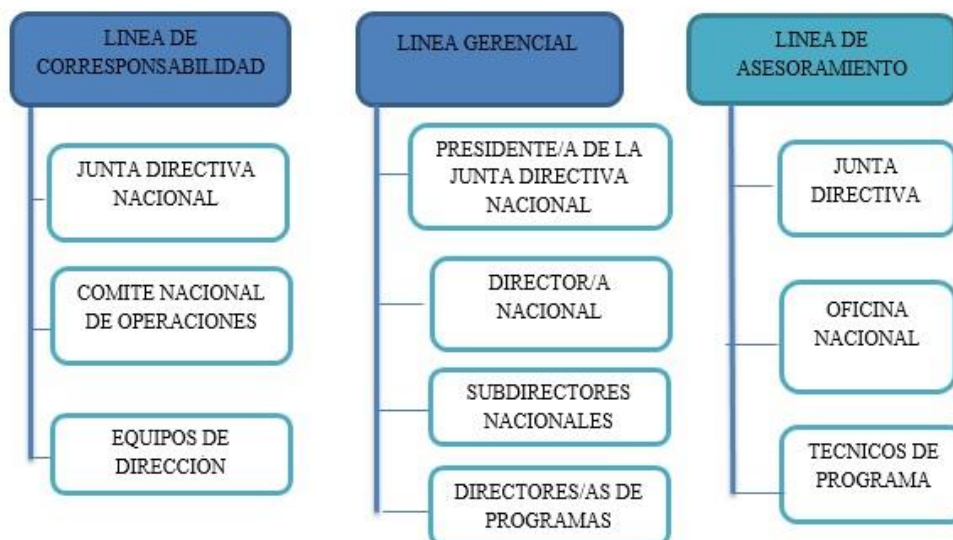 LINEA DE
CORRESPONSABILIDAD
JUNTA DIRECTIVA
NACIONAL
COMITE NACIONAL
DE OPERACIONES
EQUIPOS DE
DIRECCIÓN
LINEA GERENCIAL
PRESIDENTE/A DE LA
JUNTA DIRECTIVA
NACIONAL
DIRECTOR/A
NACIONAL
SUBDIRECTORES
NACIONALES
DIRECTORES/AS DE
PROGRAMAS
LINEA DE
ASESORAMIENTO
JUNTA
DIRECTIVA
OFICINA
NACIONAL
TECNICOS DE
PROGRAMA